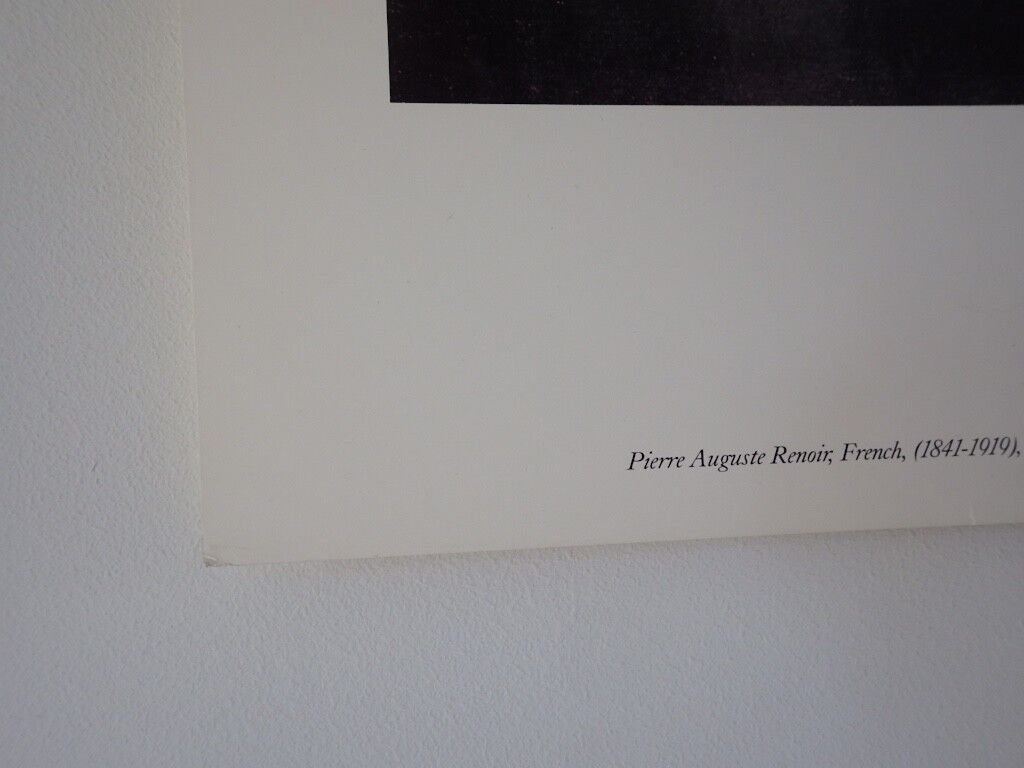 Pierre Auguste Renoir, French, (1841-1919),